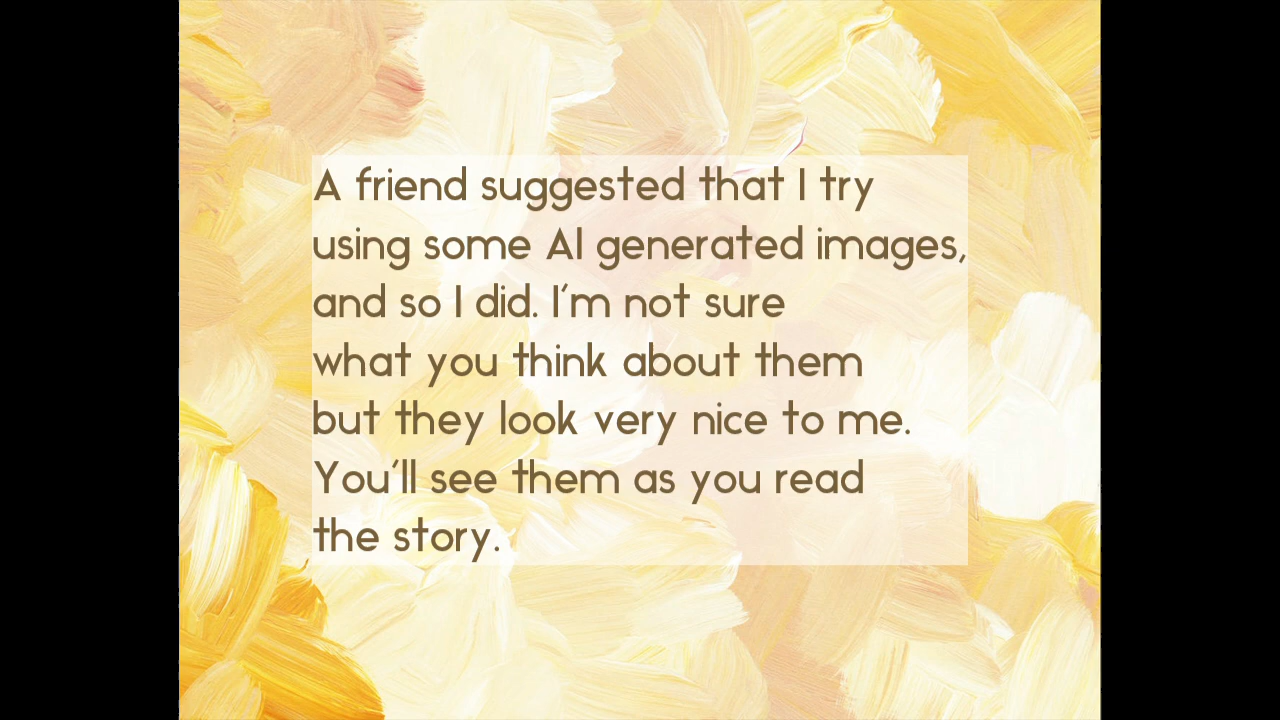 A friend suggested that I try
using some AI generated images,
and so I did. I'm not sure
what you think about them
but they look very nice to me.
You'll see them as you read
the story.